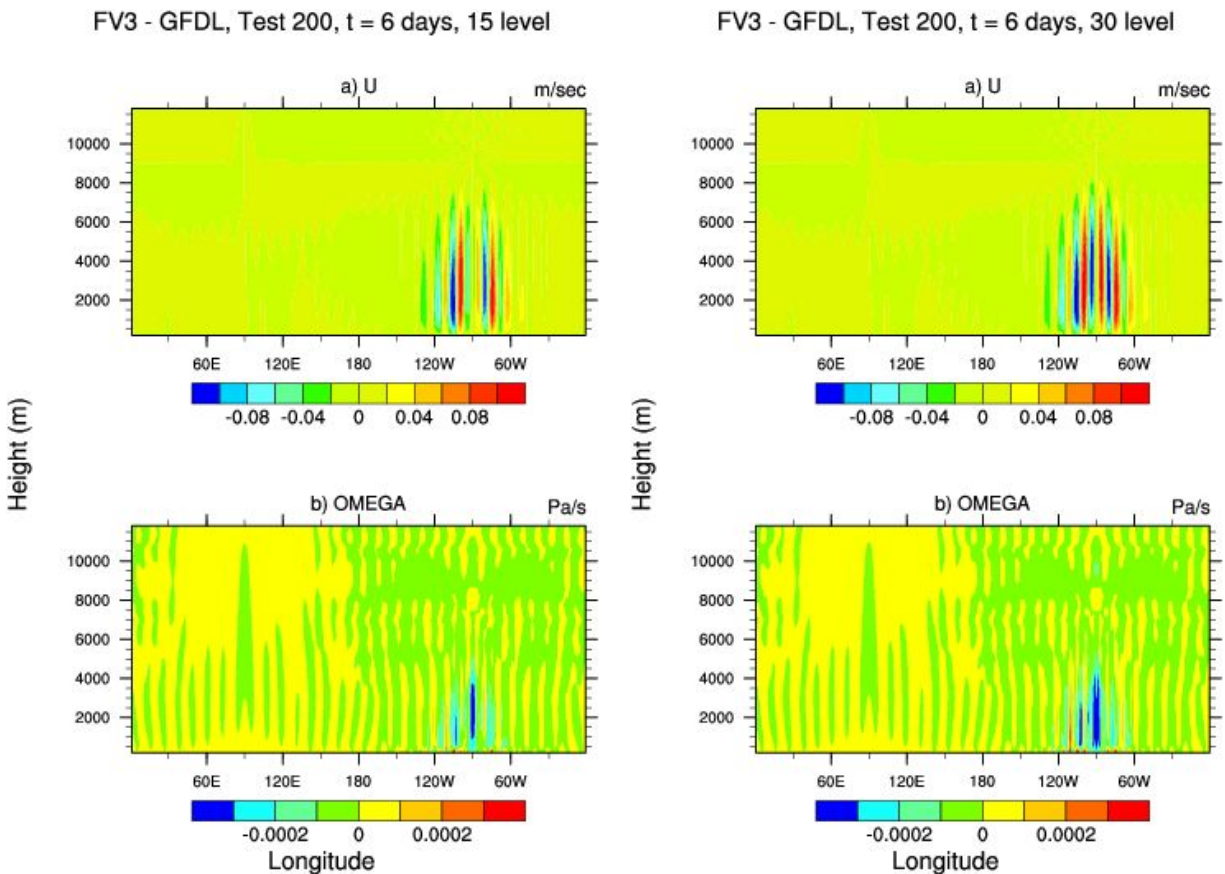 FV3 - GFDL, Test 200, t = 6 days, 15 level
a) U
m/sec
10000
8000
6000
4000
2000
60E 120E 180 120W 60W
-0.08 -0.04 0 0.04 0.08
Height (m)
b) OMEGA
Pa/s
10000
8000
6000
4000
2000
60E 120E 180 120W 60W
-0.0002 0 0.0002
Longitude
FV3 - GFDL, Test 200, t = 6 days, 30 level
a) U
m/sec
10000
8000
6000
4000
2000
60E 120E 180 120W 60W
-0.08 -0.04 0 0.04 0.08
Height (m)
b) OMEGA
Pa/s
10000
8000
6000
4000
2000
60E 120E 180 120W 60W
-0.0002 0 0.0002
Longitude